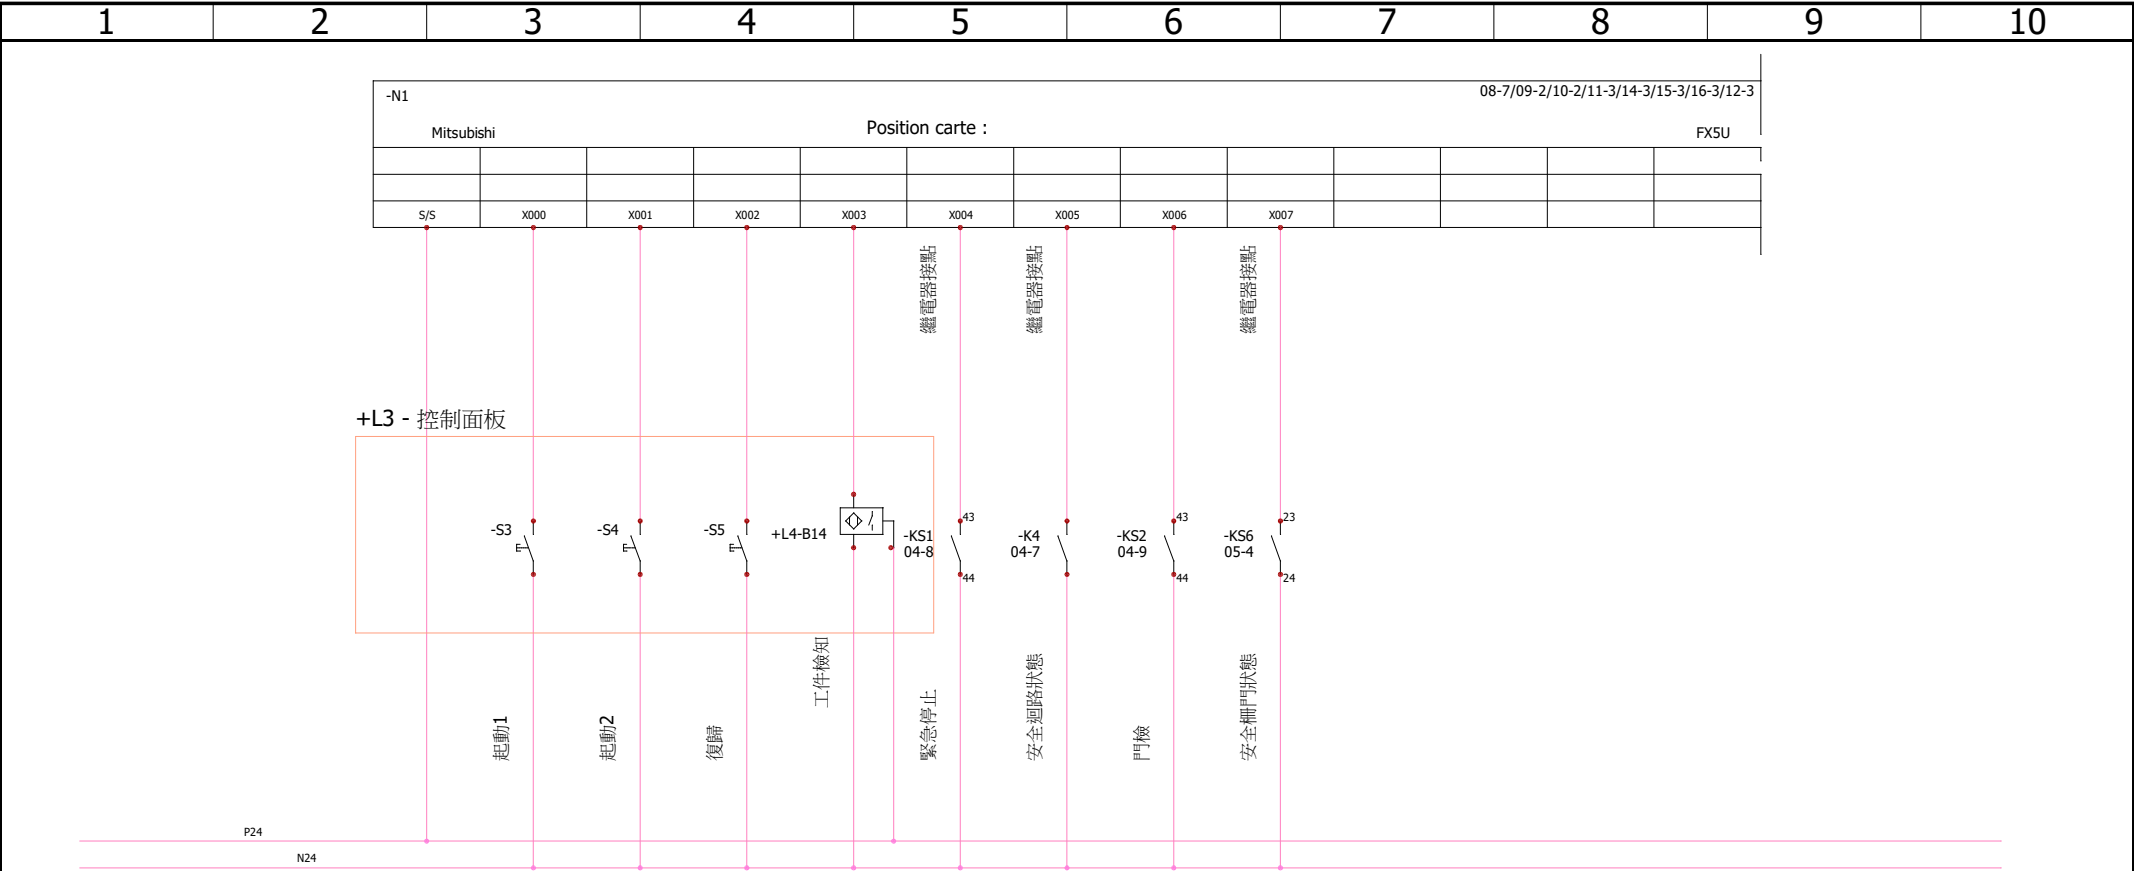 1 2 3 4 5 6 7 8 9 10
-N1 08-7/09-2/10-2/11-3/14-3/15-3/16-3/12-3
Mitsubishi Position carte : FX5U
S/S X000 X001 X002 X003 X004 X005 X006 X007
繼電器接點
繼電器接點
繼電器接點
+L3 - 控制面板
-S3
-S4
-S5
+L4-B14
-KS1
04-8
43
44
-K4
04-7
-KS2
04-9
43
44
-KS6
05-4
23
24
起動1
起動2
復歸
工件檢知
緊急停止
安全迴路狀態
門檢
安全柵門狀態
P24
N24